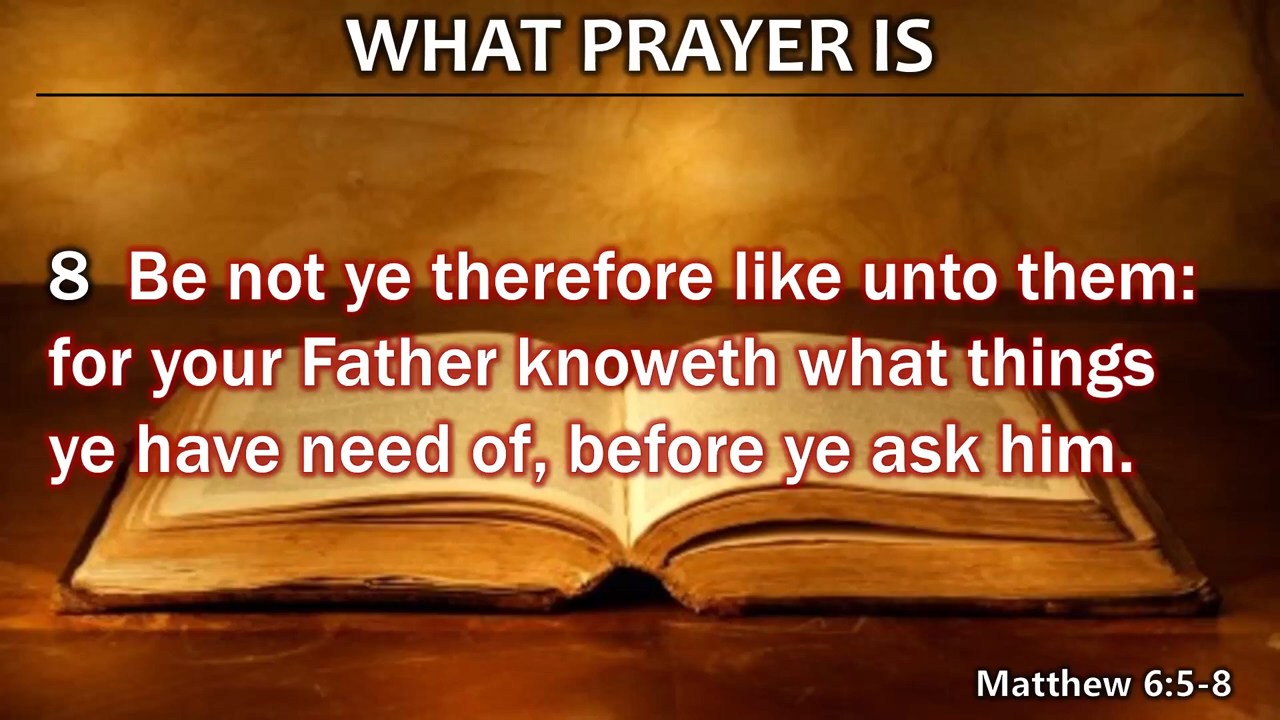 WHAT PRAYER IS
8 Be not ye therefore like unto them:
for your Father knoweth what things
ye have need of, before ye ask him.
Matthew 6:5-8